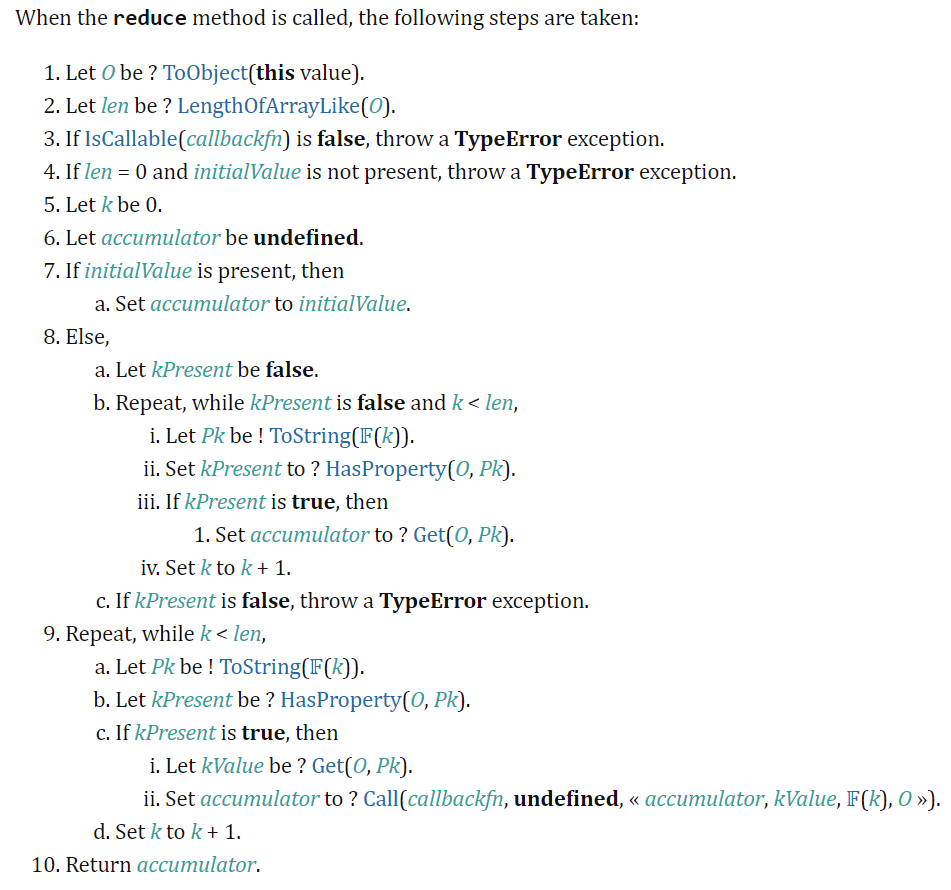 When the reduce method is called, the following steps are taken:
1. Let O be ? ToObject(this value).
2. Let len be ? LengthOfArrayLike(O).
3. If IsCallable(callbackfn) is false, throw a TypeError exception.
4. If len = 0 and initialValue is not present, throw a TypeError exception.
5. Let k be 0.
6. Let accumulator be undefined.
7. If initialValue is present, then
a. Set accumulator to initialValue.
8. Else,
a. Let kPresent be false.
b. Repeat, while kPresent is false and k < len,
i. Let Pk be ! ToString(𝔽(k)).
ii. Set kPresent to ? HasProperty(O, Pk).
iii. If kPresent is true, then
1. Set accumulator to ? Get(O, Pk).
iv. Set k to k + 1.
c. If kPresent is false, throw a TypeError exception.
9. Repeat, while k < len,
a. Let Pk be ! ToString(𝔽(k)).
b. Let kPresent be ? HasProperty(O, Pk).
c. If kPresent is true, then
i. Let kValue be ? Get(O, Pk).
ii. Set accumulator to ? Call(callbackfn, undefined, « accumulator, kValue, 𝔽(k), O »).
d. Set k to k + 1.
10. Return accumulator.